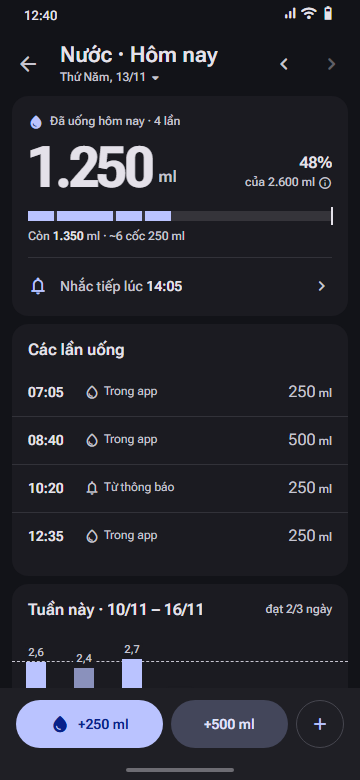 12:40
Nước · Hôm nay
Thứ Năm, 13/11
Đã uống hôm nay · 4 lần
1.250 ml
48%
của 2.600 ml
Còn 1.350 ml · ~6 cốc 250 ml
Nhắc tiếp lúc 14:05
Các lần uống
07:05 Trong app 250 ml
08:40 Trong app 500 ml
10:20 Từ thông báo 250 ml
12:35 Trong app 250 ml
Tuần này · 10/11 – 16/11 đạt 2/3 ngày
2,6 2,4 2,7
+250 ml +500 ml +